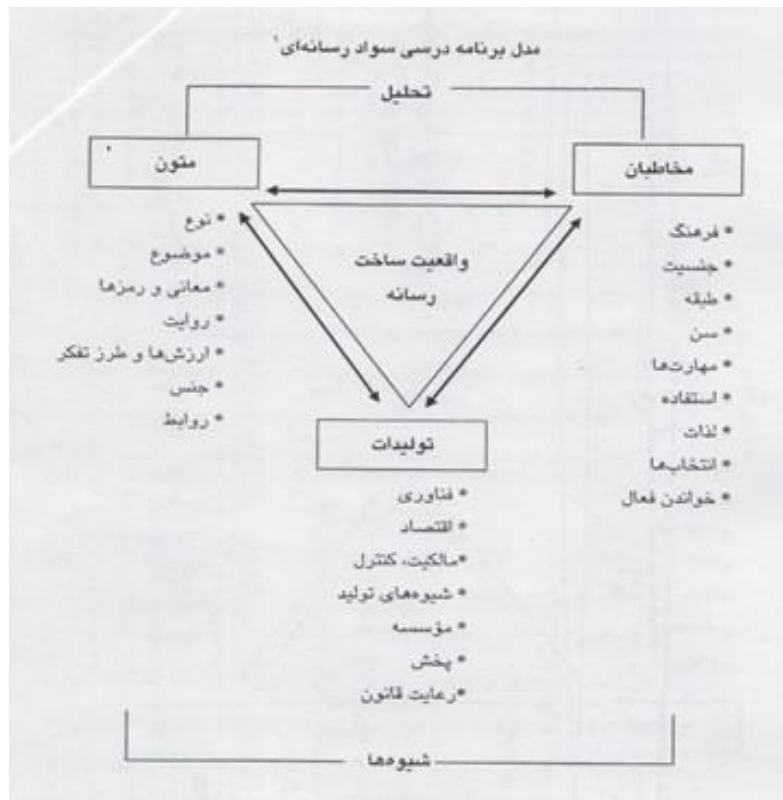 مدل برنامه درسی سواد رسانه‌ای۱
تحلیل
مخاطبان
• فرهنگ
• جنسیت
• طبقه
• سن
• مهارت‌ها
• استفاده
• لذات
• انتخاب‌ها
• خواندن فعال
متون
• نوع
• موضوع
• معانی و رمزها
• روایت
• ارزش‌ها و طرز تفکر
• جنس
• روابط
واقعیت ساخت
رسانه
تولیدات
• فناوری
• اقتصاد
• مالکیت، کنترل
• شیوه‌های تولید
• مؤسسه
• پخش
• رعایت قانون
شیوه‌ها